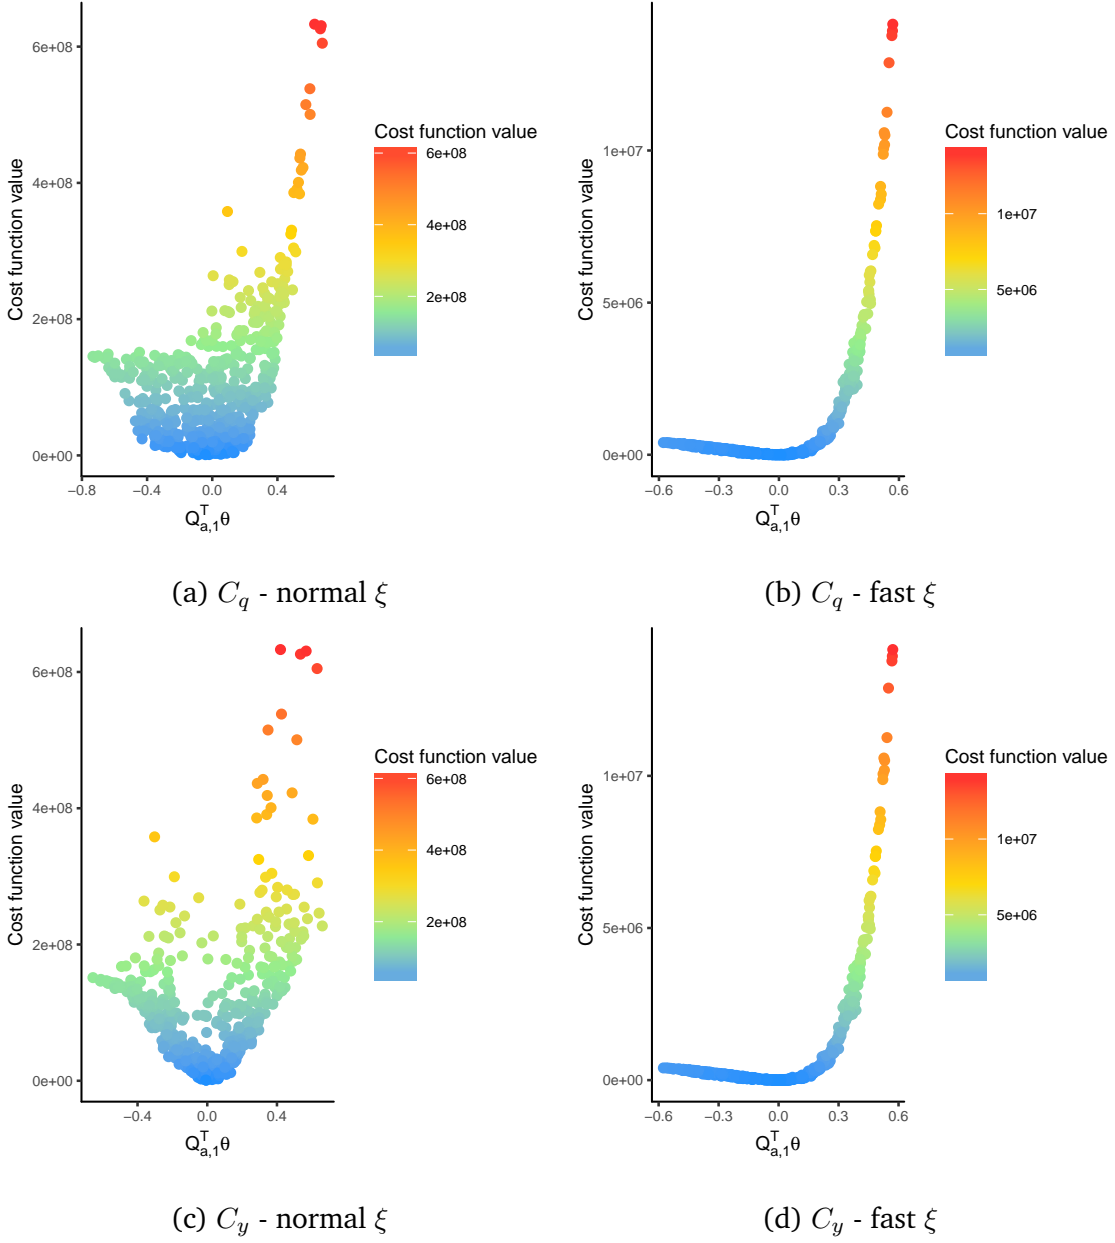 Cost function value
6e+08
4e+08
2e+08
0e+00
−0.8 −0.4 0.0 0.4
Q_{a,1}^T θ
Cost function value
6e+08
4e+08
2e+08
(a) C_q - normal ξ
Cost function value
1e+07
5e+06
0e+00
−0.6 −0.3 0.0 0.3 0.6
Q_{a,1}^T θ
Cost function value
1e+07
5e+06
(b) C_q - fast ξ
Cost function value
6e+08
4e+08
2e+08
0e+00
−0.4 0.0 0.4
Q_{a,1}^T θ
Cost function value
6e+08
4e+08
2e+08
(c) C_y - normal ξ
Cost function value
1e+07
5e+06
0e+00
−0.6 −0.3 0.0 0.3 0.6
Q_{a,1}^T θ
Cost function value
1e+07
5e+06
(d) C_y - fast ξ